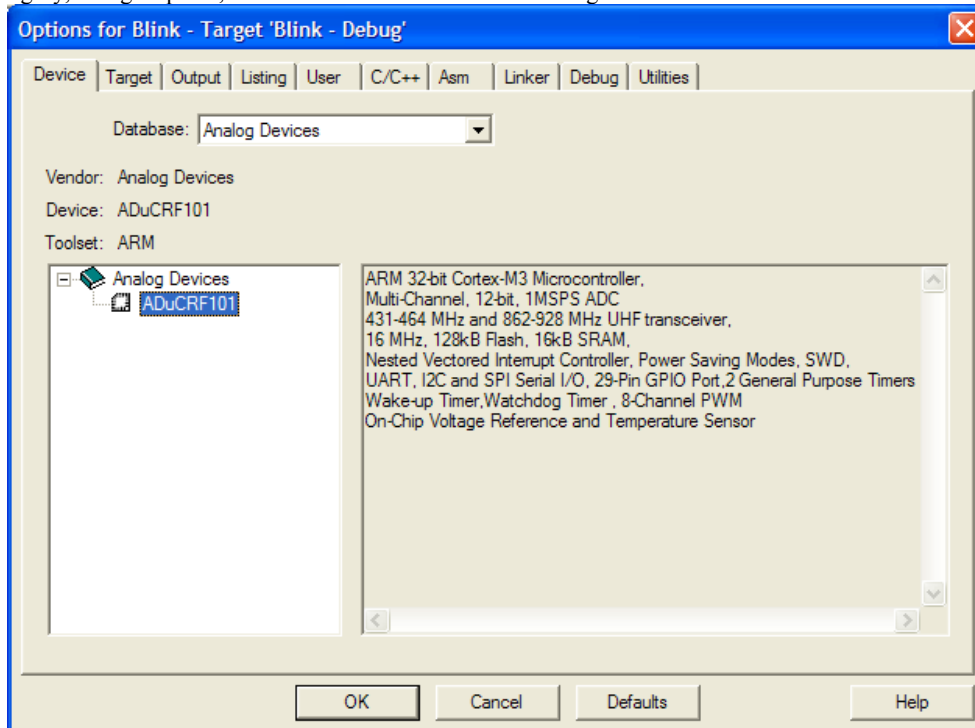 Options for Blink - Target 'Blink - Debug'
Device Target Output Listing User C/C++ Asm Linker Debug Utilities
Database: Analog Devices
Vendor: Analog Devices
Device: ADuCRF101
Toolset: ARM
Analog Devices
ADuCRF101
ARM 32-bit Cortex-M3 Microcontroller,
Multi-Channel, 12-bit, 1MSPS ADC
431-464 MHz and 862-928 MHz UHF transceiver,
16 MHz, 128kB Flash, 16kB SRAM,
Nested Vectored Interrupt Controller, Power Saving Modes, SWD,
UART, I2C and SPI Serial I/O, 29-Pin GPIO Port,2 General Purpose Timers
Wake-up Timer,Watchdog Timer , 8-Channel PWM
On-Chip Voltage Reference and Temperature Sensor
OK Cancel Defaults Help